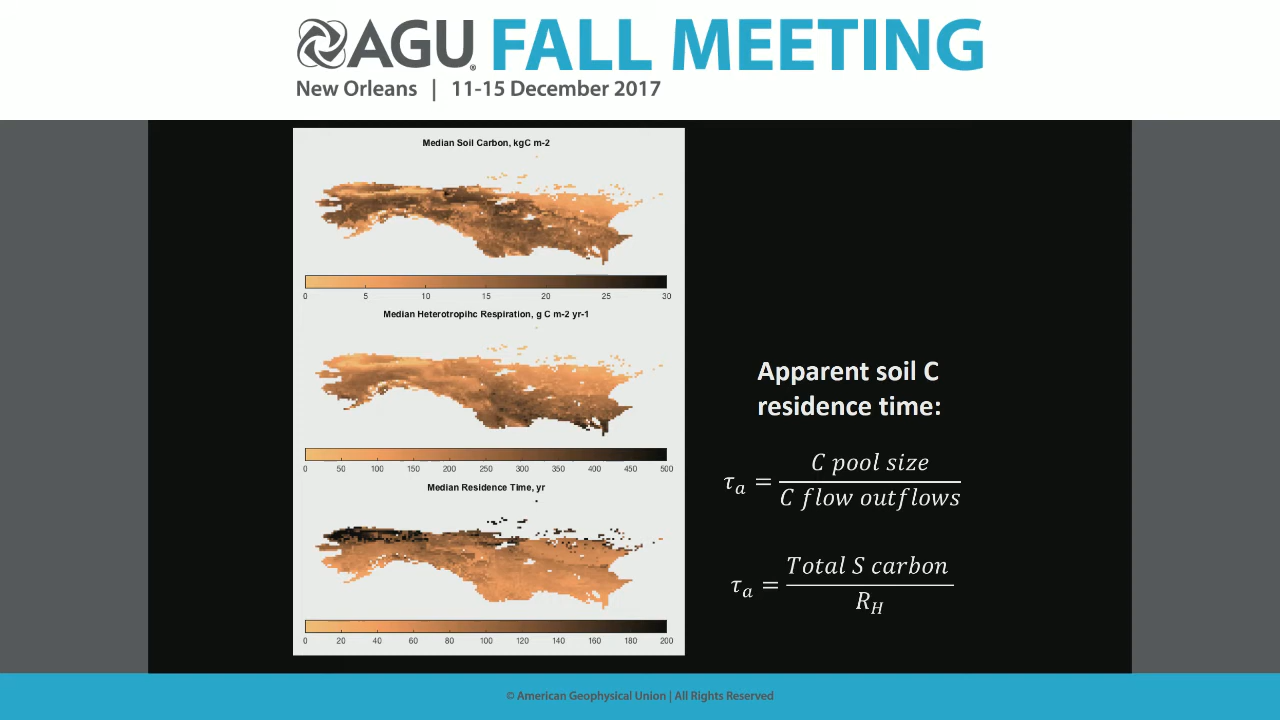 AGU FALL MEETING
New Orleans | 11-15 December 2017
Median Soil Carbon, kgC m-2
0 5 10 15 20 25 30
Median Heterotropihc Respiration, g C m-2 yr-1
0 50 100 150 200 250 300 350 400 450 500
Median Residence Time, yr
0 20 40 60 80 100 120 140 160 180 200
Apparent soil C
residence time:
τₐ = C pool size / C flow outflows
τₐ = Total S carbon / R_H
© American Geophysical Union | All Rights Reserved